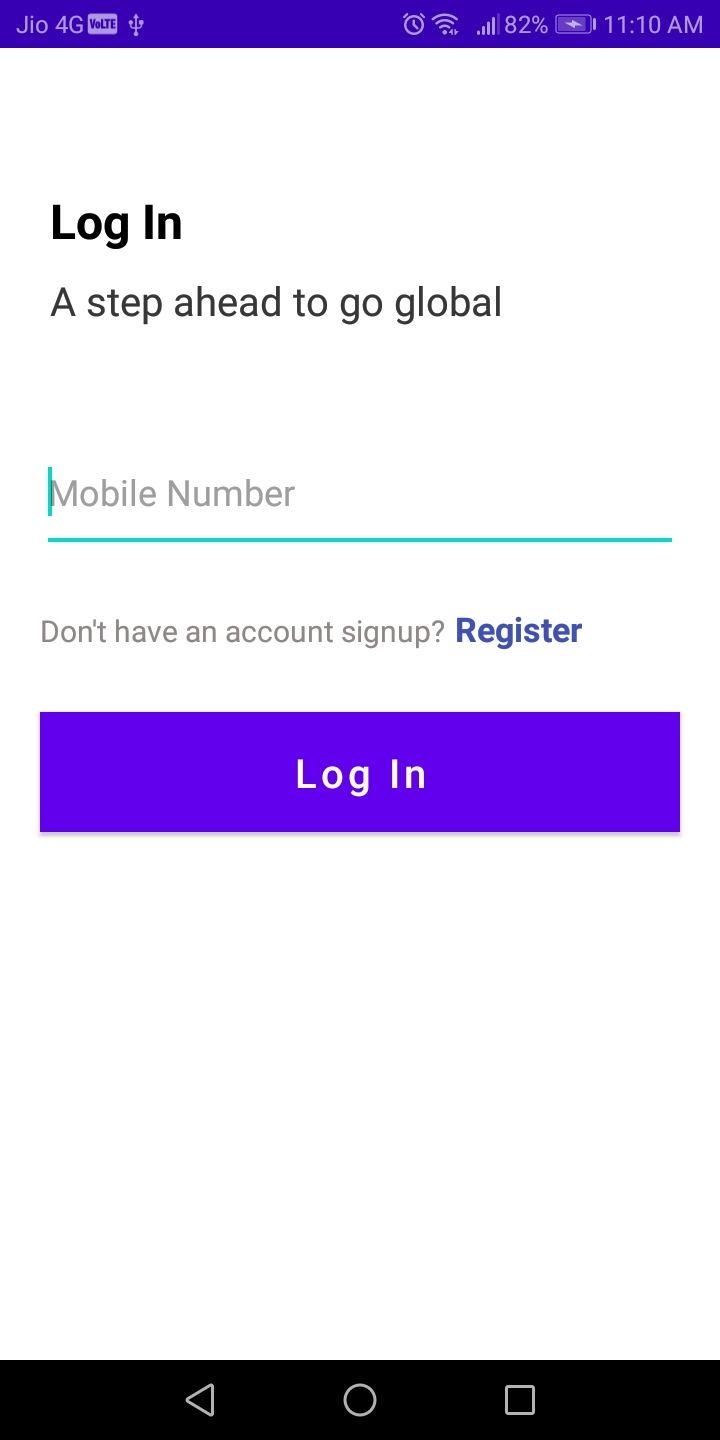 Jio 4G VoLTE 82% 11:10 AM
Log In
A step ahead to go global
Mobile Number
Don't have an account signup? Register
Log In